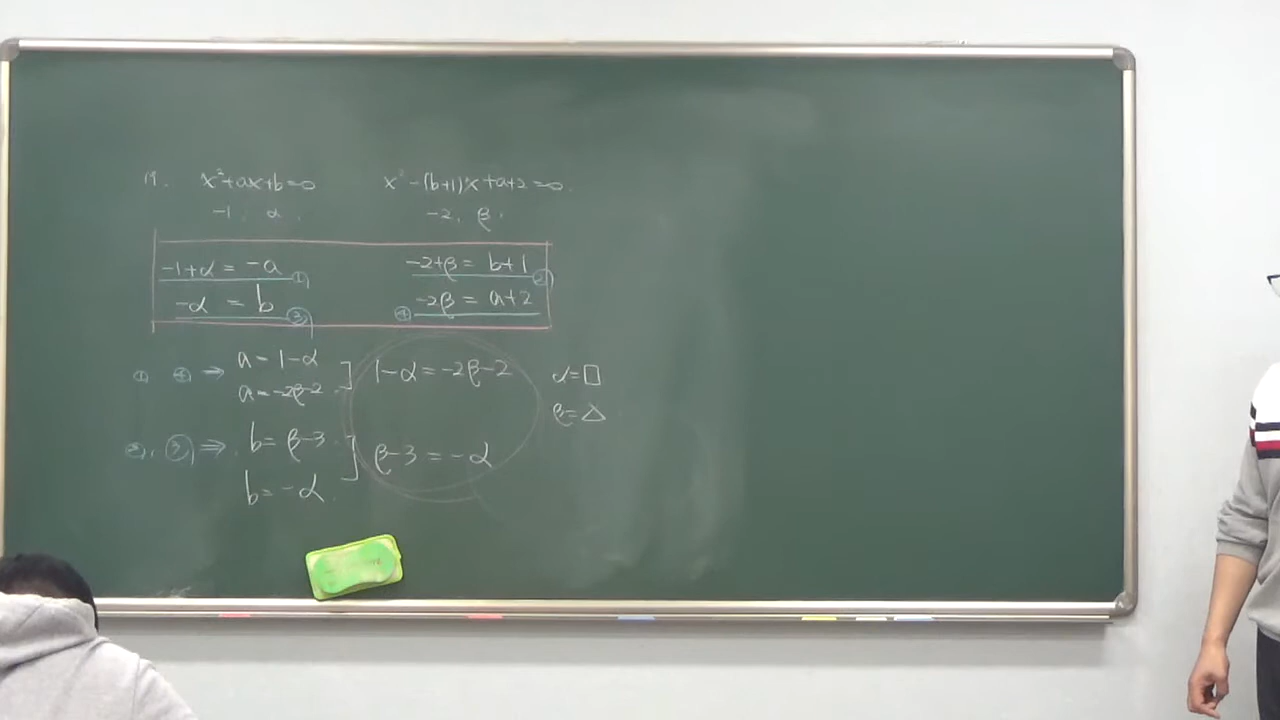 19. x²+ax+b=0 x²-(b+1)x+a+2=0.
-1, α. -2, β.
-1+α = -a ① -2+β = b+1 ②
-α = b ③ ④ -2β = a+2
①, ④ ⇒ a = 1-α 1-α = -2β-2 α=□
a = -2β-2 β=△
②, ③ ⇒ b = β-3 β-3 = -α
b = -α